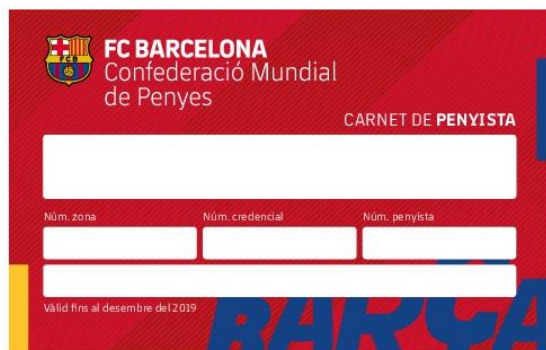 FCB
FC BARCELONA
Confederació Mundial
de Penyes
CARNET DE PENYISTA
Núm. zona
Núm. credencial
Núm. penyista
Vàlid fins al desembre del 2019
BARÇA